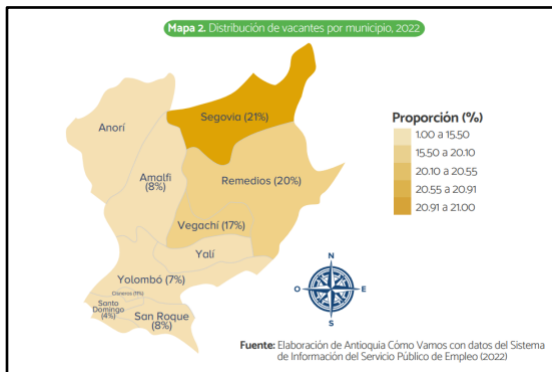 Mapa 2. Distribución de vacantes por municipio, 2022
Anorí
Segovia (21%)
Amalfi
(8%)
Remedios (20%)
Vegachí (17%)
Yalí
Yolombó (7%)
Cisneros (11%)
Santo
Domingo
(4%)
San Roque
(8%)
Proporción (%)
1.00 a 15.50
15.50 a 20.10
20.10 a 20.55
20.55 a 20.91
20.91 a 21.00
N
O
E
S
Fuente: Elaboración de Antioquia Cómo Vamos con datos del Sistema
de Información del Servicio Público de Empleo (2022)